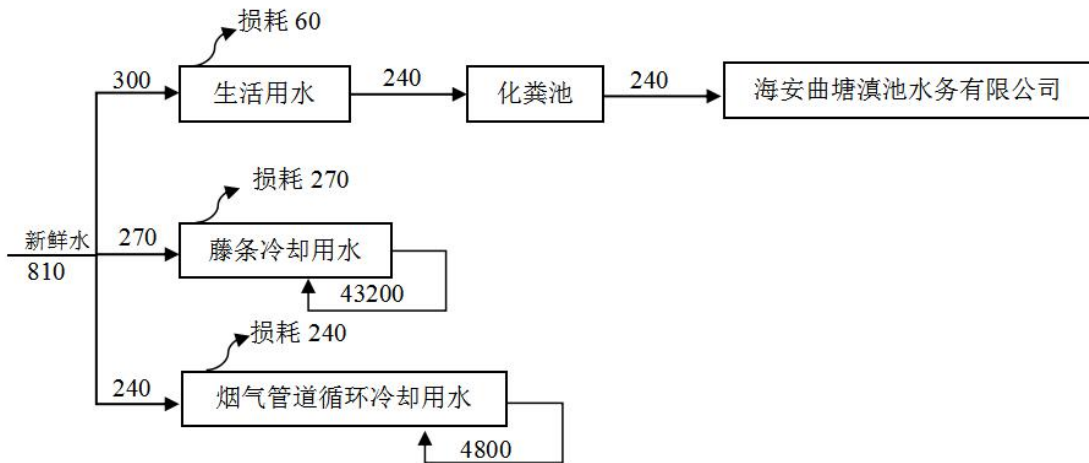 损耗 60
300
生活用水
240
化粪池
240
海安曲塘滇池水务有限公司
损耗 270
新鲜水
810
270
藤条冷却用水
43200
损耗 240
240
烟气管道循环冷却用水
4800